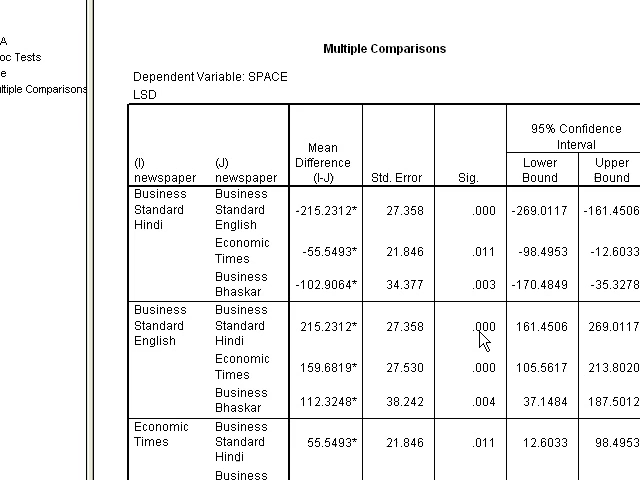 A
oc Tests
e
ultiple Comparisons
Multiple Comparisons
Dependent Variable: SPACE
LSD
(I) newspaper (J) newspaper Mean Difference (I-J) Std. Error Sig. 95% Confidence Interval
Lower Bound Upper Bound
Business Standard Hindi Business Standard English -215.2312* 27.358 .000 -269.0117 -161.4506
Economic Times -55.5493* 21.846 .011 -98.4953 -12.6033
Business Bhaskar -102.9064* 34.377 .003 -170.4849 -35.3278
Business Standard English Business Standard Hindi 215.2312* 27.358 .000 161.4506 269.0117
Economic Times 159.6819* 27.530 .000 105.5617 213.8020
Business Bhaskar 112.3248* 38.242 .004 37.1484 187.5012
Economic Times Business Standard Hindi 55.5493* 21.846 .011 12.6033 98.4953
Business